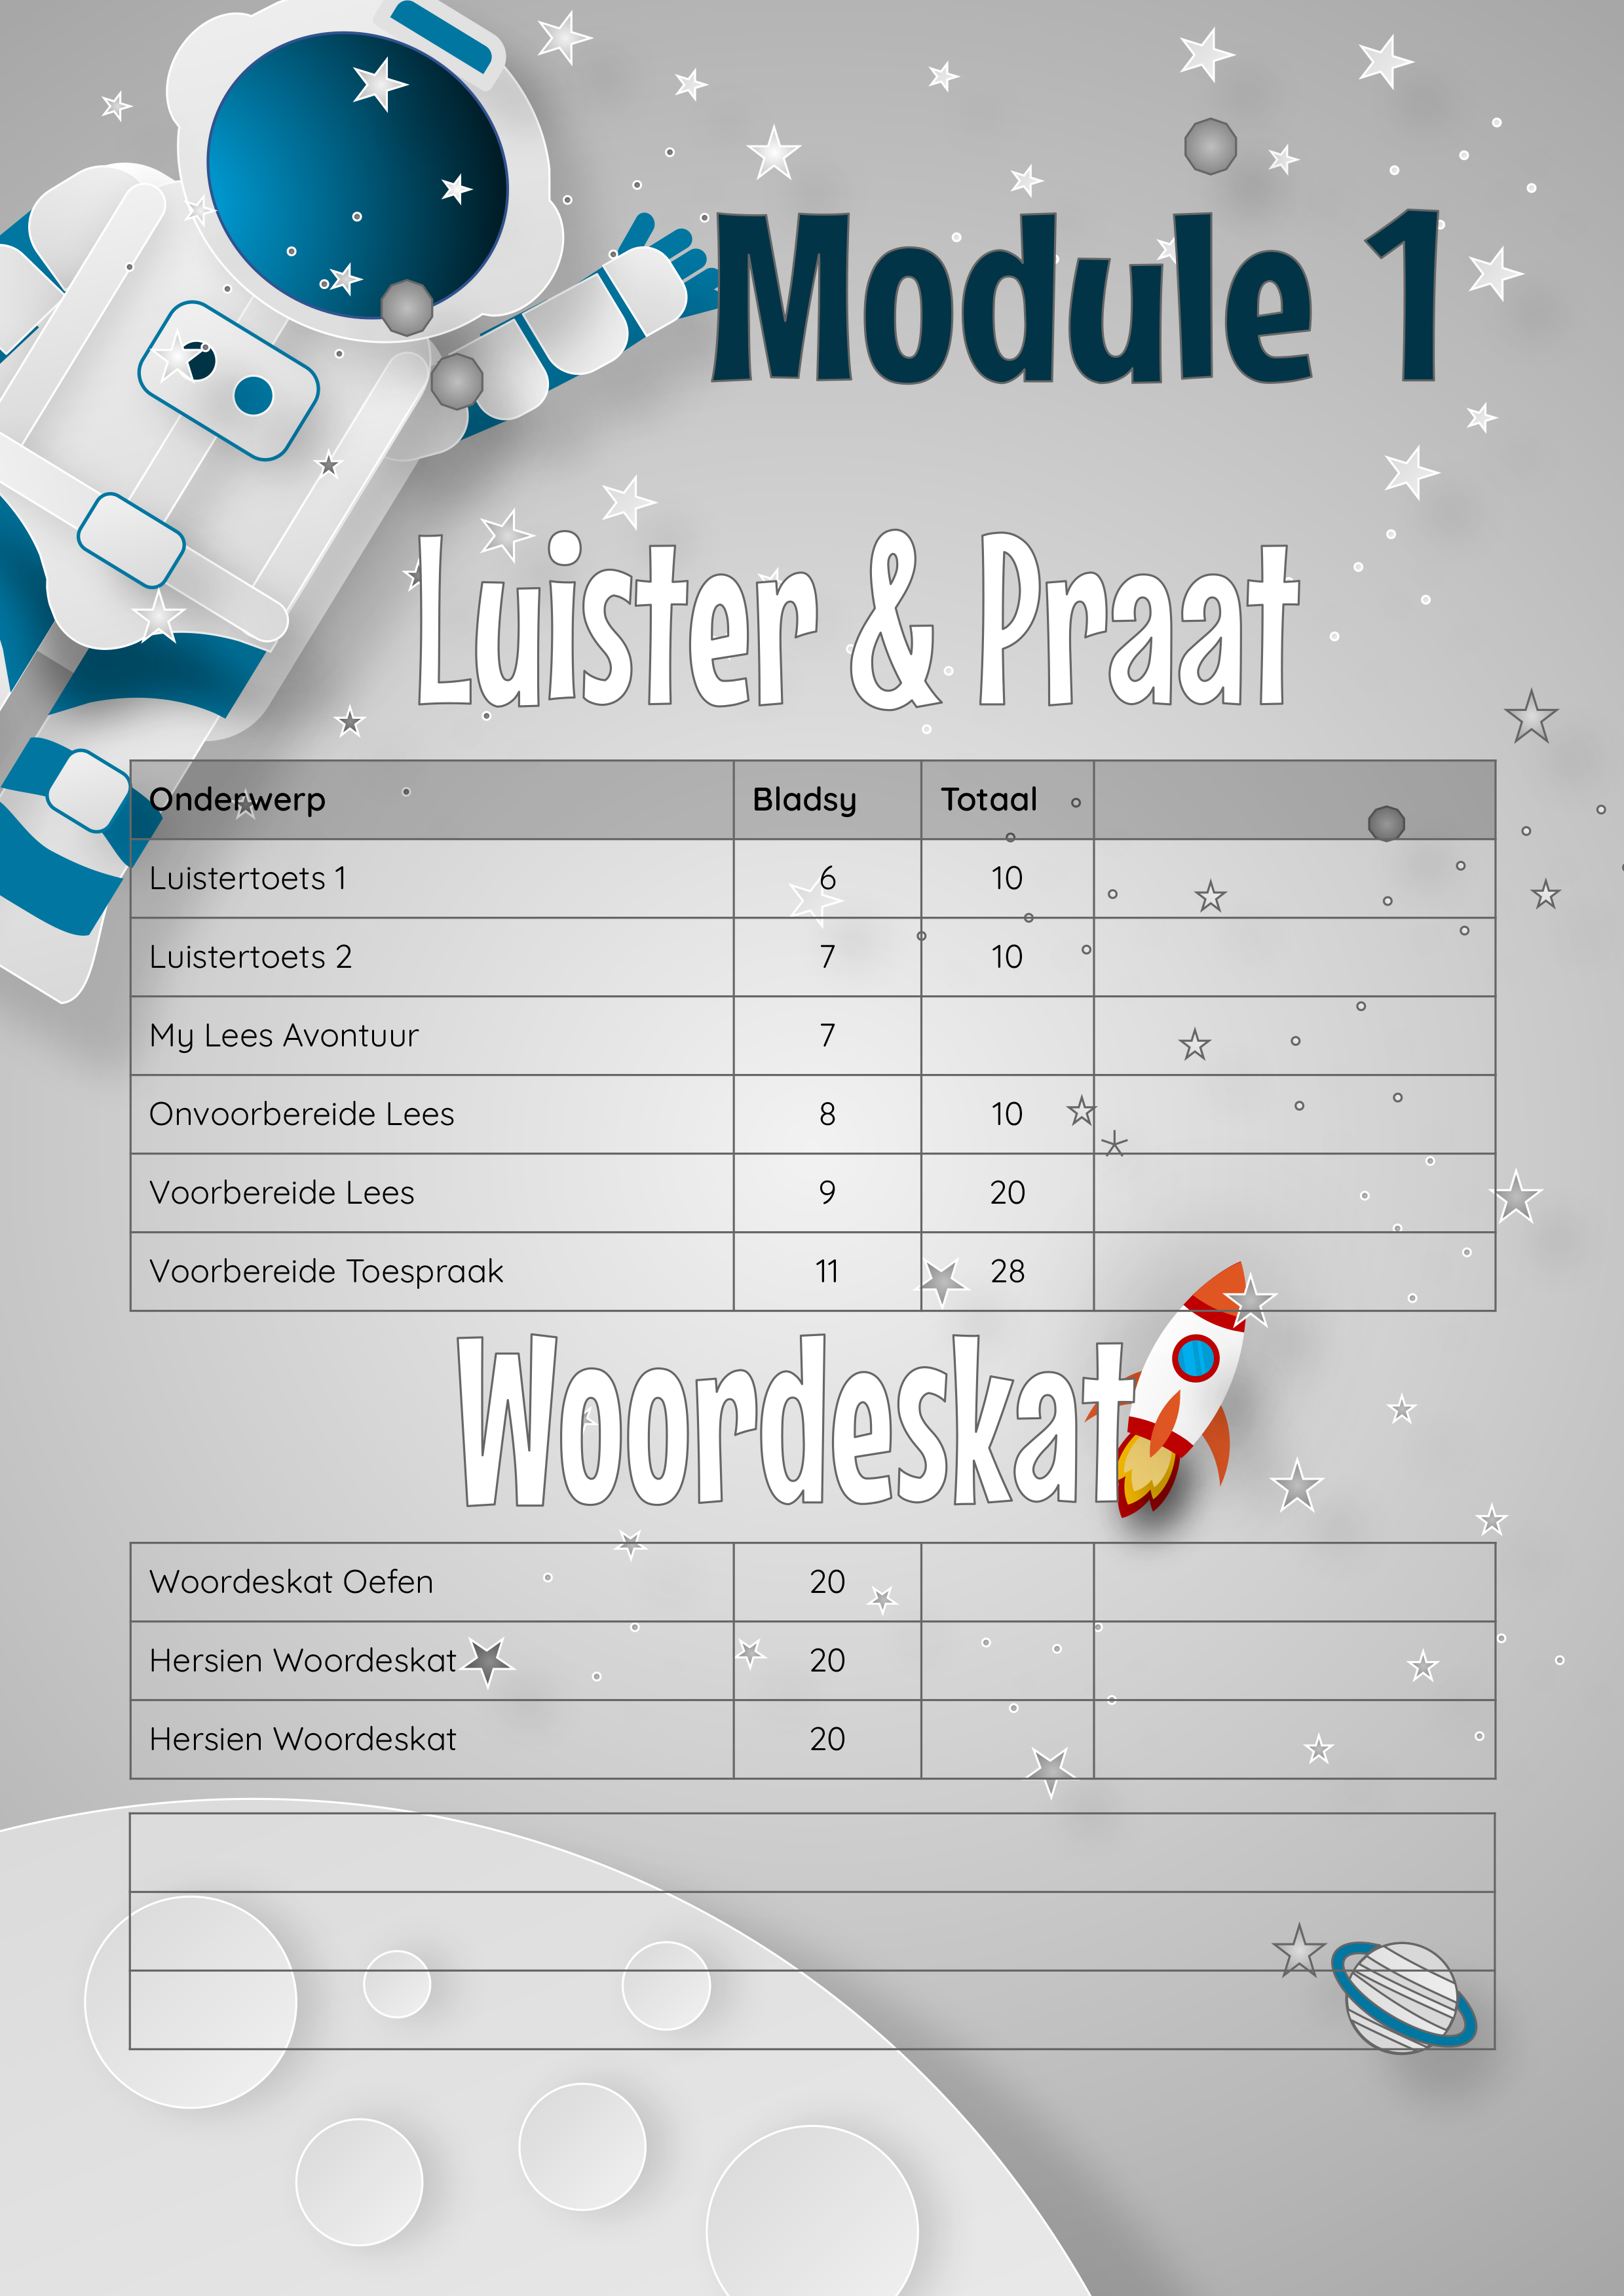 Module 1
Luister & Praat
Onderwerp Bladsy Totaal
Luistertoets 1 6 10
Luistertoets 2 7 10
My Lees Avontuur 7
Onvoorbereide Lees 8 10
Voorbereide Lees 9 20
Voorbereide Toespraak 11 28
Woordeskat
Woordeskat Oefen 20
Hersien Woordeskat 20
Hersien Woordeskat 20